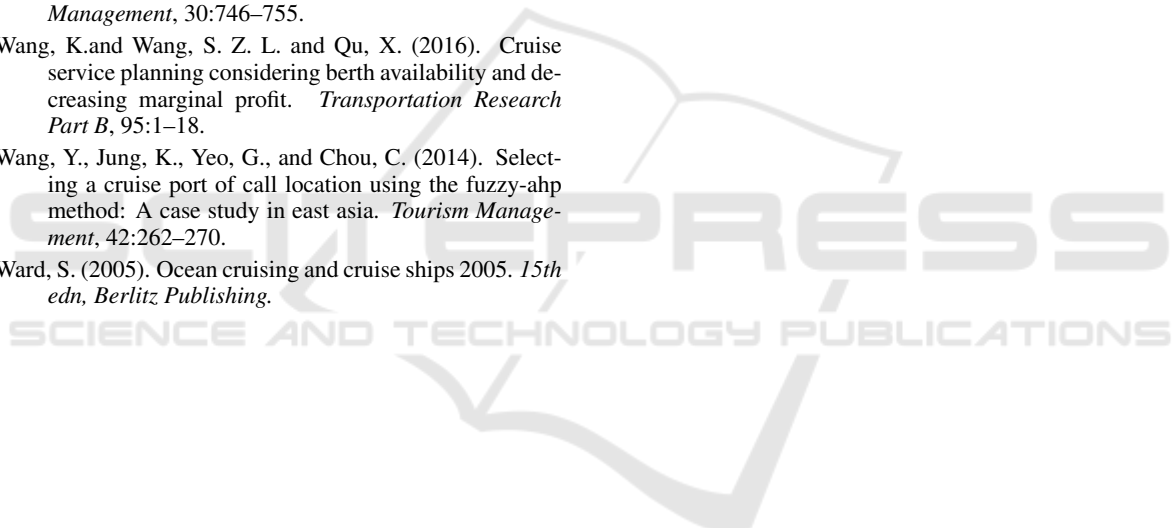 Management, 30:746–755.
Wang, K.and Wang, S. Z. L. and Qu, X. (2016). Cruise
service planning considering berth availability and de-
creasing marginal profit. Transportation Research
Part B, 95:1–18.
Wang, Y., Jung, K., Yeo, G., and Chou, C. (2014). Select-
ing a cruise port of call location using the fuzzy-ahp
method: A case study in east asia. Tourism Manage-
ment, 42:262–270.
Ward, S. (2005). Ocean cruising and cruise ships 2005. 15th
edn, Berlitz Publishing.
SCITEPRESS
SCIENCE AND TECHNOLOGY PUBLICATIONS